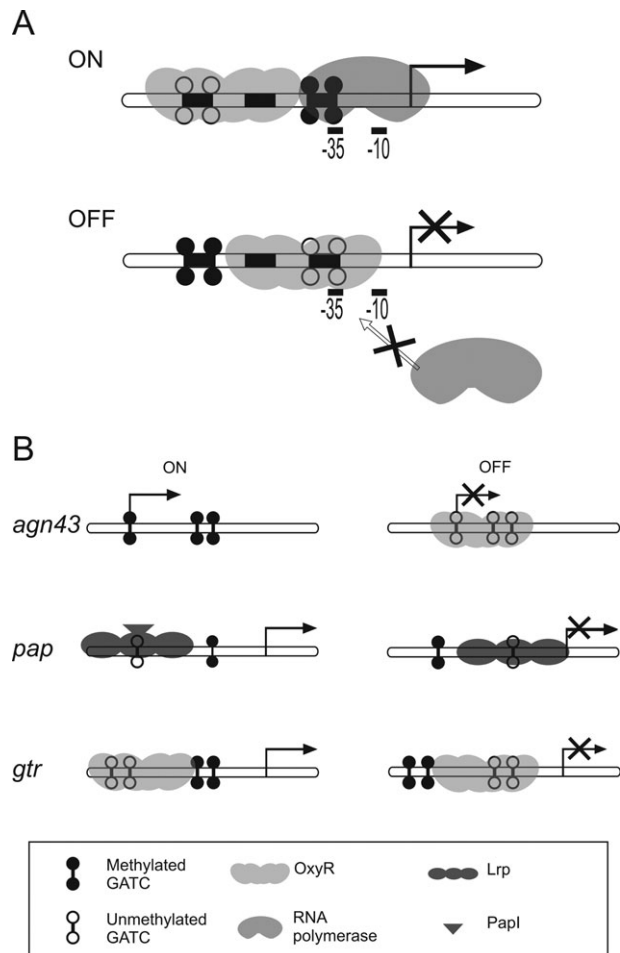 A
ON
-35 -10
OFF
-35 -10
B
ON OFF
agn43
pap
gtr
Methylated GATC
OxyR
Lrp
Unmethylated GATC
RNA polymerase
PapI